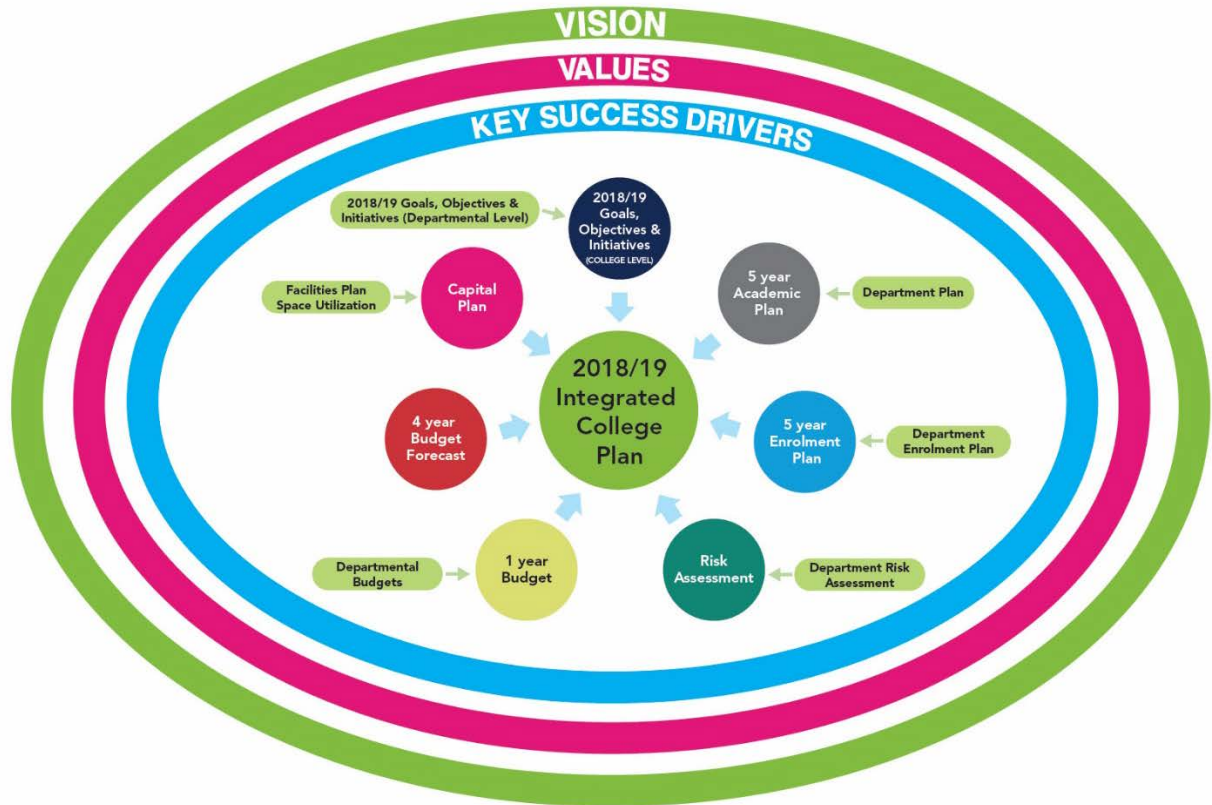 VISION
VALUES
KEY SUCCESS DRIVERS
2018/19 Goals, Objectives &
Initiatives (Departmental Level)
2018/19
Goals,
Objectives &
Initiatives
(COLLEGE LEVEL)
Facilities Plan
Space Utilization
Capital
Plan
5 year
Academic
Plan
Department Plan
2018/19
Integrated
College
Plan
4 year
Budget
Forecast
5 year
Enrolment
Plan
Department
Enrolment Plan
Departmental
Budgets
1 year
Budget
Risk
Assessment
Department Risk
Assessment